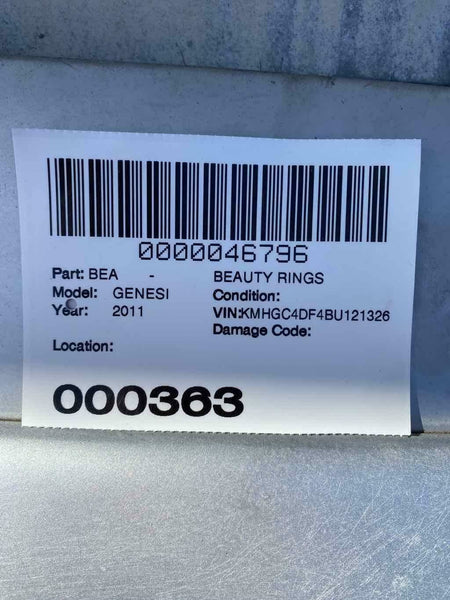 0000046796
Part: BEA - BEAUTY RINGS
Model: GENESI Condition:
Year: 2011 VIN:KMHGC4DF4BU121326
Damage Code:
Location:
000363